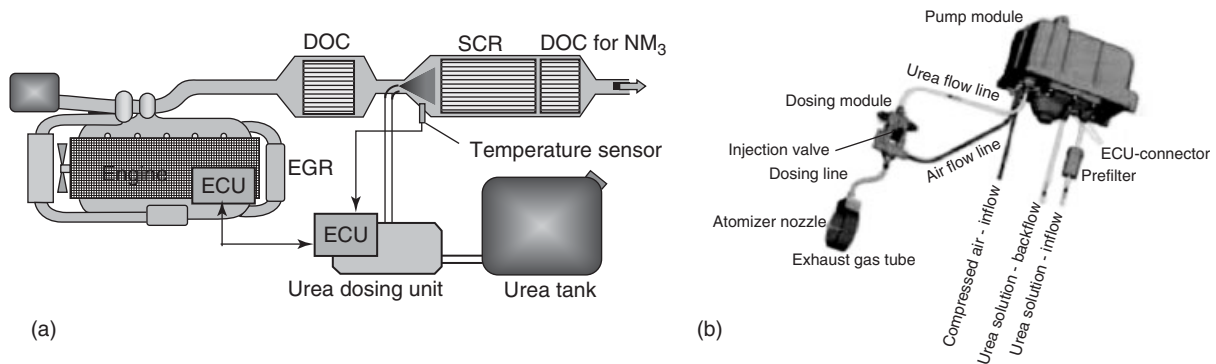 DOC
SCR
DOC for NM3
Temperature sensor
EGR
Engine
ECU
ECU
Urea dosing unit
Urea tank
(a)
Pump module
Urea flow line
Dosing module
Injection valve
Air flow line
Dosing line
ECU-connector
Prefilter
Atomizer nozzle
Exhaust gas tube
Compressed air - inflow
Urea solution - backflow
Urea solution - inflow
(b)